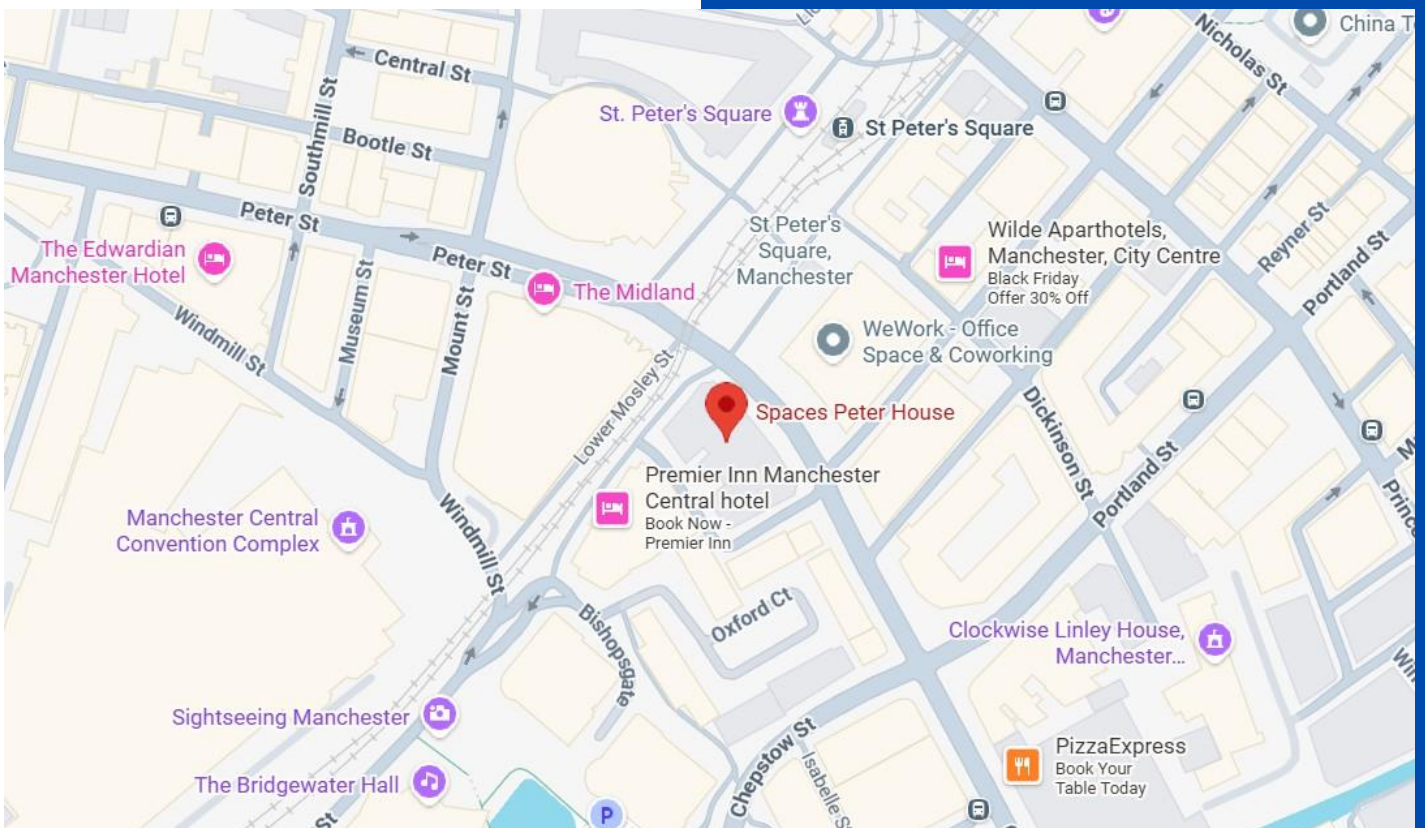 Central St
Nicholas St
China T
St. Peter's Square
St Peter's Square
Bootle St
Southmill St
Peter St
Peter St
The Edwardian
Manchester Hotel
Museum St
Mount St
Windmill St
The Midland
St Peter's
Square,
Manchester
Wilde Aparthotels,
Manchester, City Centre
Black Friday
Offer 30% Off
Reyner St
Portland St
WeWork - Office
Space & Coworking
Lower Mosley St
Spaces Peter House
Dickinson St
Portland St
Premier Inn Manchester
Central hotel
Book Now -
Premier Inn
Manchester Central
Convention Complex
Windmill St
Bishopsgate
Oxford Ct
Princ
M
Clockwise Linley House,
Manchester...
Win
Sightseeing Manchester
The Bridgewater Hall
St
P
Chepstow St
Isabelle S
PizzaExpress
Book Your
Table Today